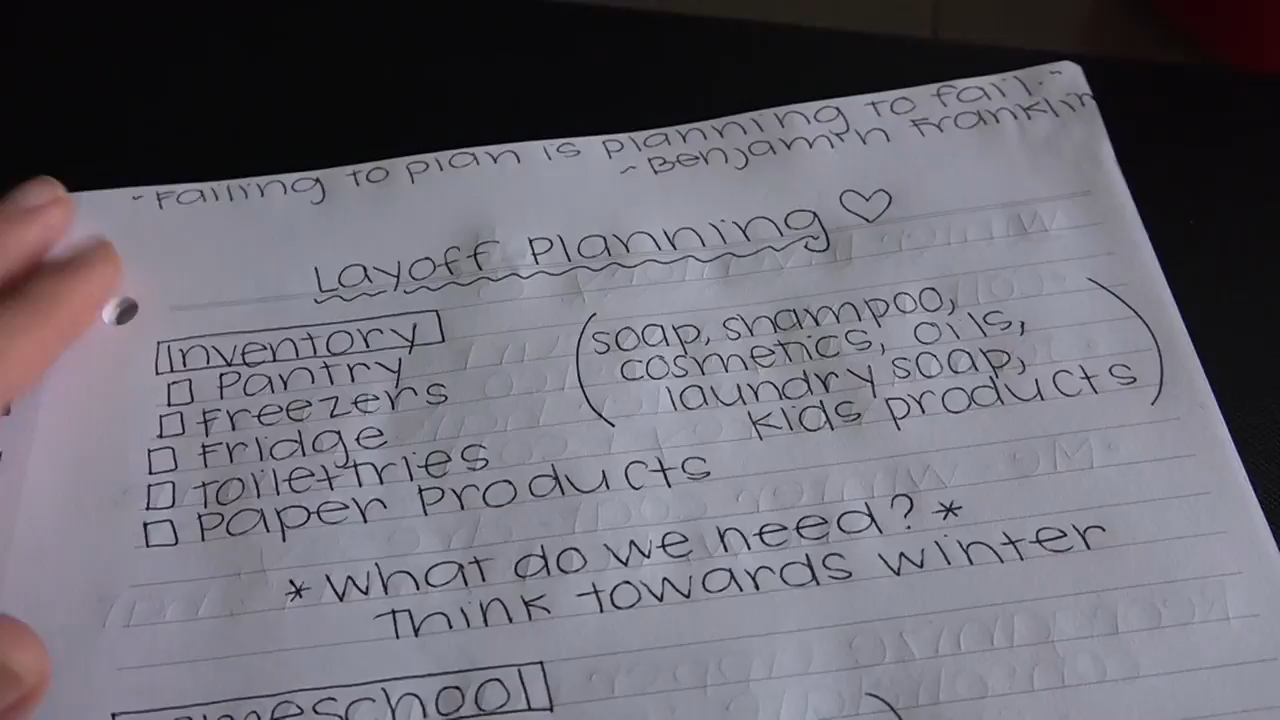 ~Failing to plan is planning to fail.~
~Benjamin Franklin
Layoff Planning ♡
Inventory
□ Pantry
□ Freezers
□ Fridge
□ Toiletries
□ Paper Products
(soap, shampoo,
cosmetics, oils,
laundry soap,
kids products)
*What do we need?*
Think towards winter